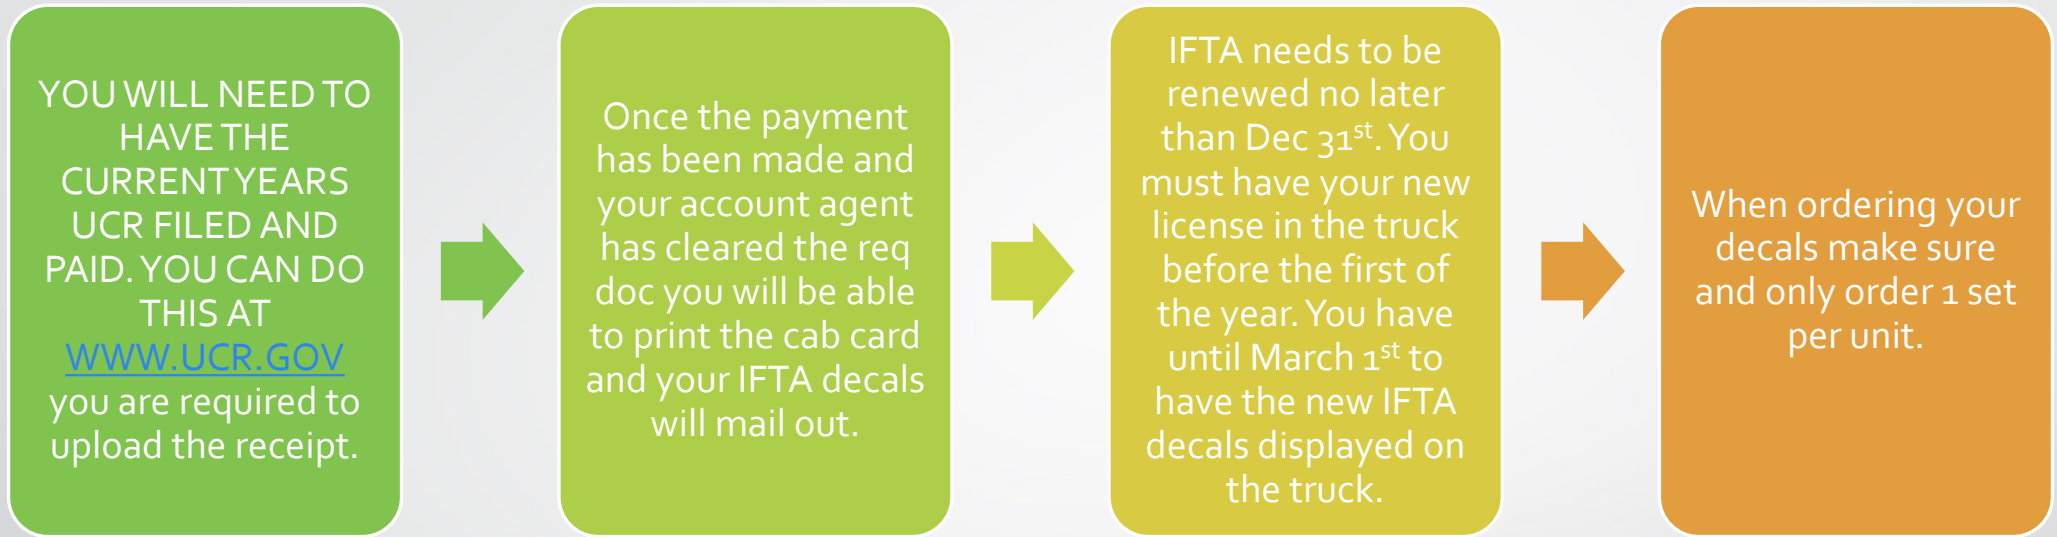 YOU WILL NEED TO
HAVE THE
CURRENT YEARS
UCR FILED AND
PAID. YOU CAN DO
THIS AT
WWW.UCR.GOV
you are required to
upload the receipt.
Once the payment
has been made and
your account agent
has cleared the req
doc you will be able
to print the cab card
and your IFTA decals
will mail out.
IFTA needs to be
renewed no later
than Dec 31st. You
must have your new
license in the truck
before the first of
the year. You have
until March 1st to
have the new IFTA
decals displayed on
the truck.
When ordering your
decals make sure
and only order 1 set
per unit.